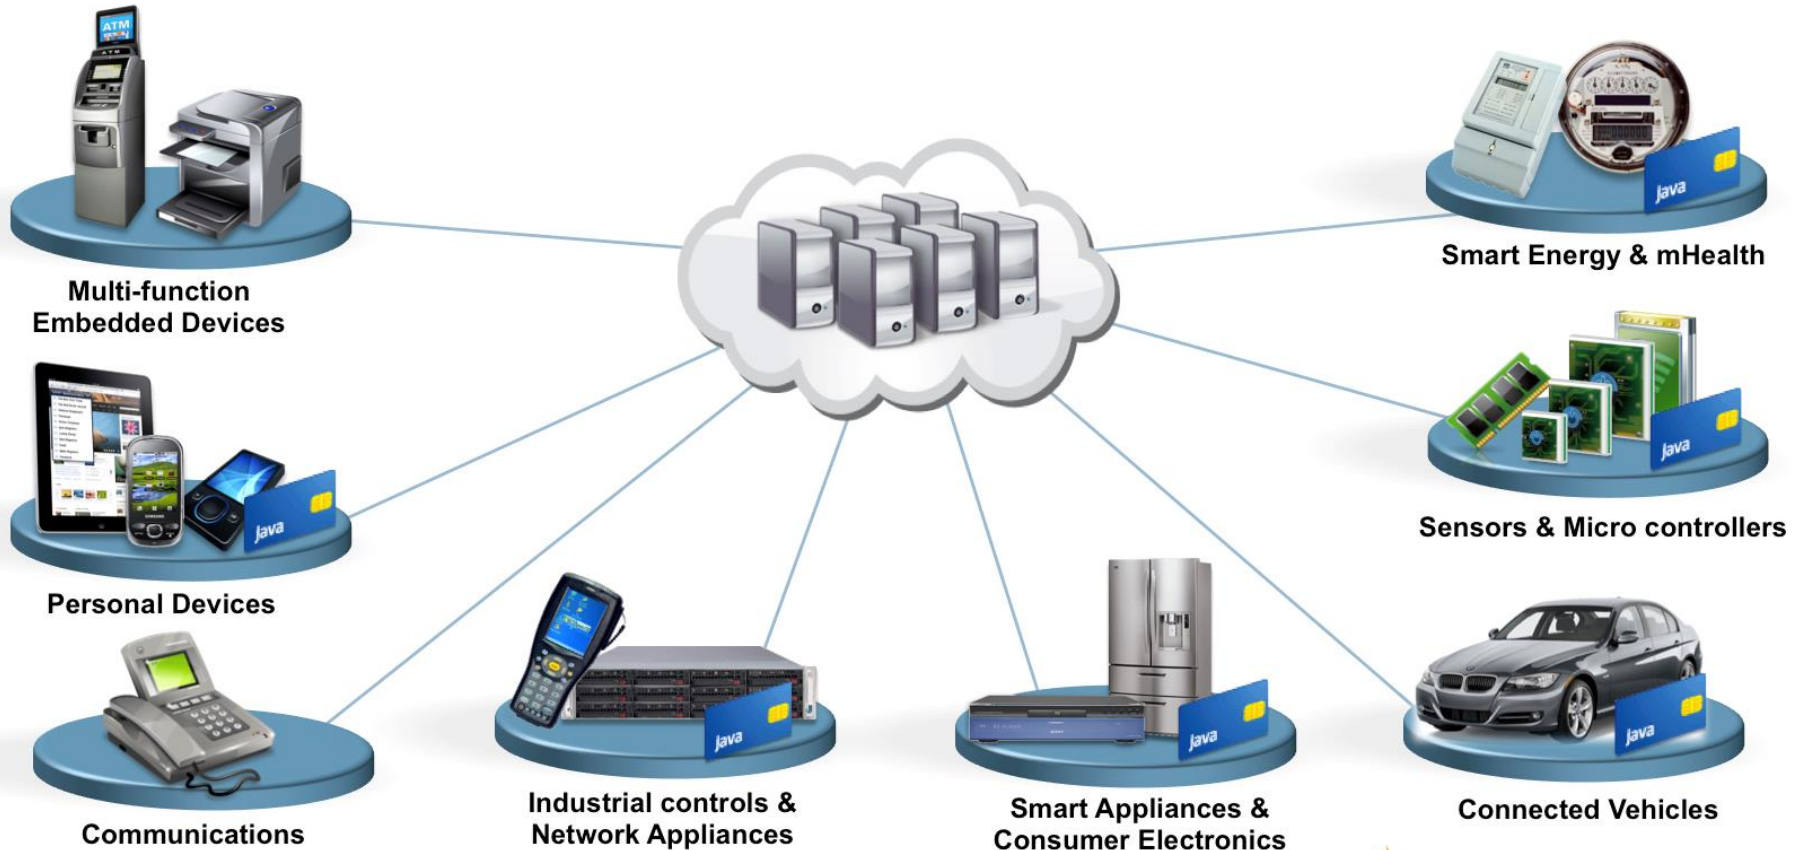 ATM
ATM
Multi-function
Embedded Devices
Java
Personal Devices
Communications
Java
Industrial controls &
Network Appliances
Java
Smart Appliances &
Consumer Electronics
Java
Connected Vehicles
Java
Sensors & Micro controllers
Java
Smart Energy & mHealth